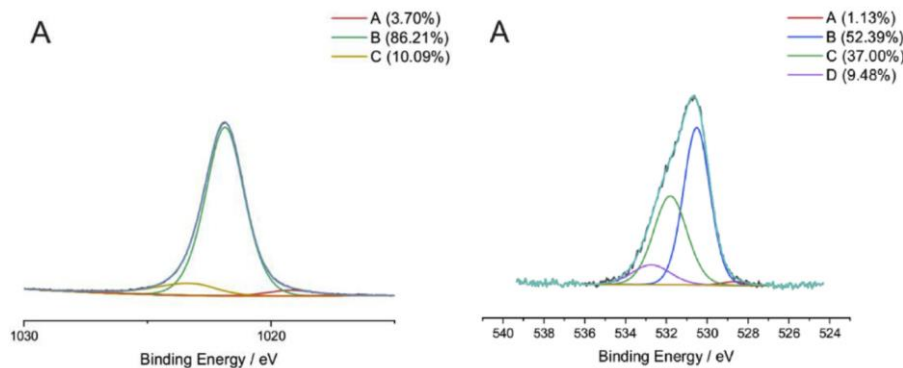 A
A (3.70%)
B (86.21%)
C (10.09%)
1030
1020
Binding Energy / eV
A
A (1.13%)
B (52.39%)
C (37.00%)
D (9.48%)
540 538 536 534 532 530 528 526 524
Binding Energy / eV